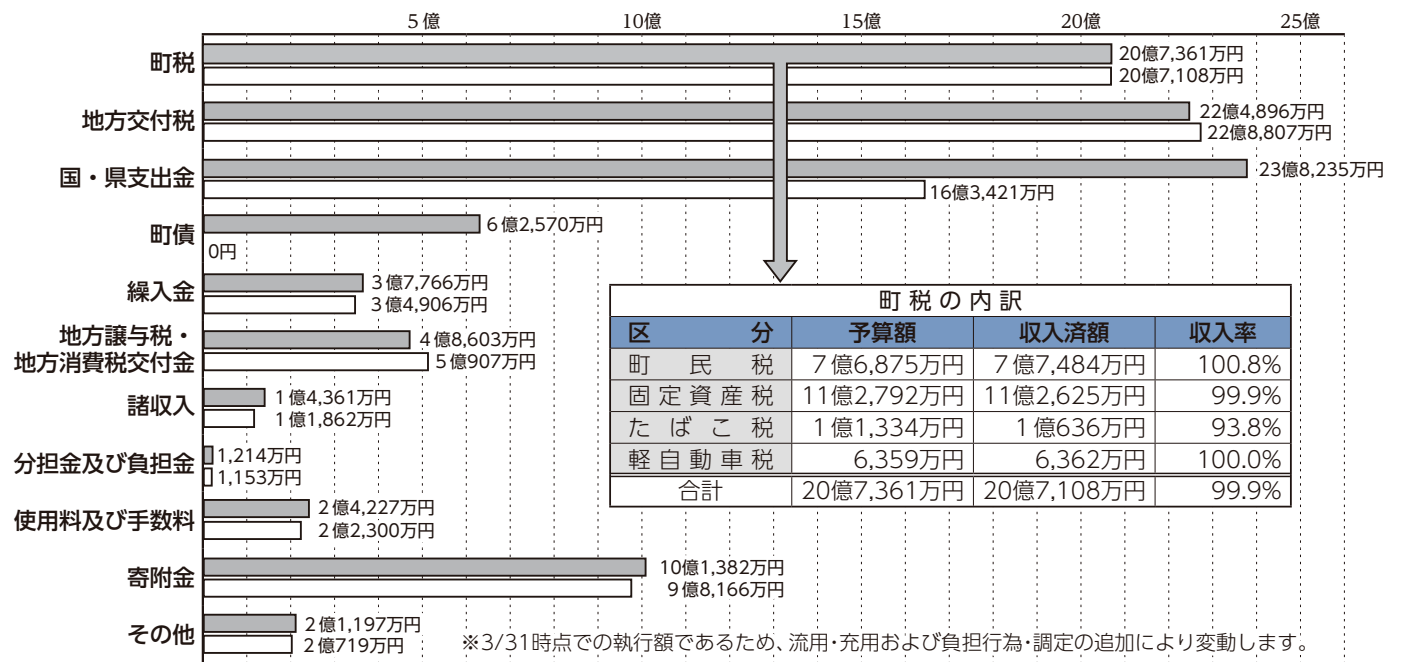 5億 10億 15億 20億 25億
町税
20億7,361万円
20億7,108万円
地方交付税
22億4,896万円
22億8,807万円
国・県支出金
23億8,235万円
16億3,421万円
町債
6億2,570万円
0円
繰入金
3億7,766万円
3億4,906万円
地方譲与税・
地方消費税交付金
4億8,603万円
5億907万円
諸収入
1億4,361万円
1億1,862万円
分担金及び負担金
1,214万円
1,153万円
使用料及び手数料
2億4,227万円
2億2,300万円
寄附金
10億1,382万円
9億8,166万円
その他
2億1,197万円
2億719万円
町税の内訳
区分 予算額 収入済額 収入率
町民税 7億6,875万円 7億7,484万円 100.8%
固定資産税 11億2,792万円 11億2,625万円 99.9%
たばこ税 1億1,334万円 1億636万円 93.8%
軽自動車税 6,359万円 6,362万円 100.0%
合計 20億7,361万円 20億7,108万円 99.9%
※3/31時点での執行額であるため、流用・充用および負担行為・調定の追加により変動します。